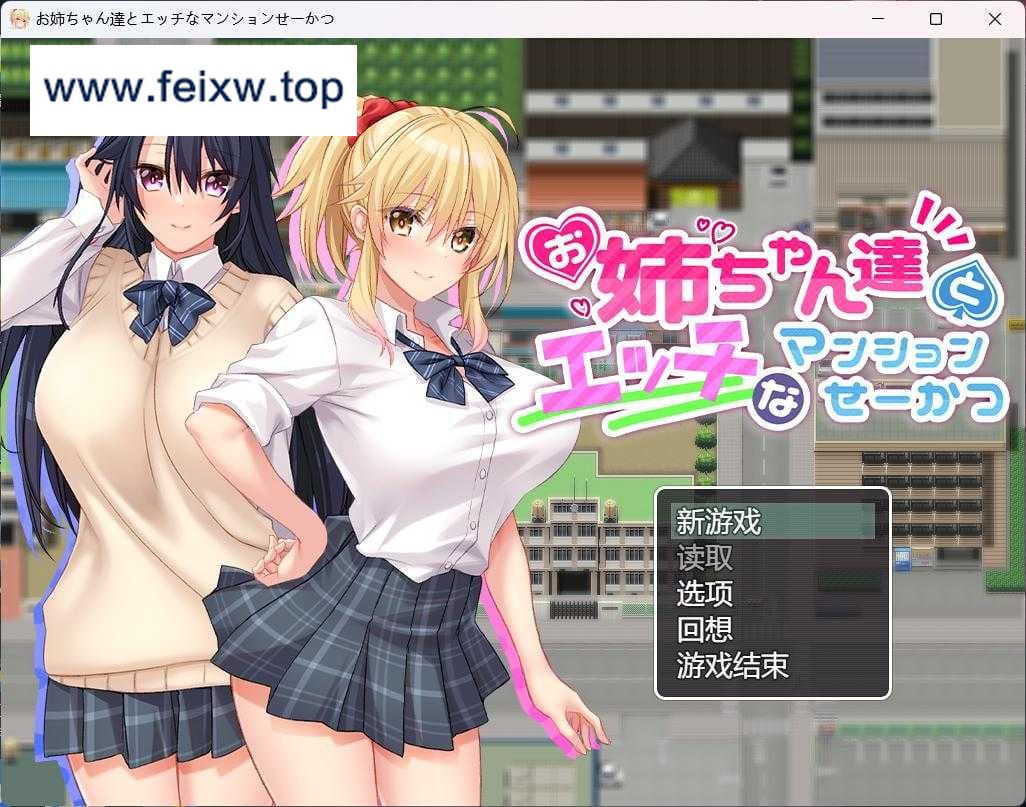 お姉ちゃん達とエッチなマンションせーかつ
www.feixw.top
お姉ちゃん達と
エッチなマンション
せーかつ
新游戏
读取
选项
回想
游戏结束